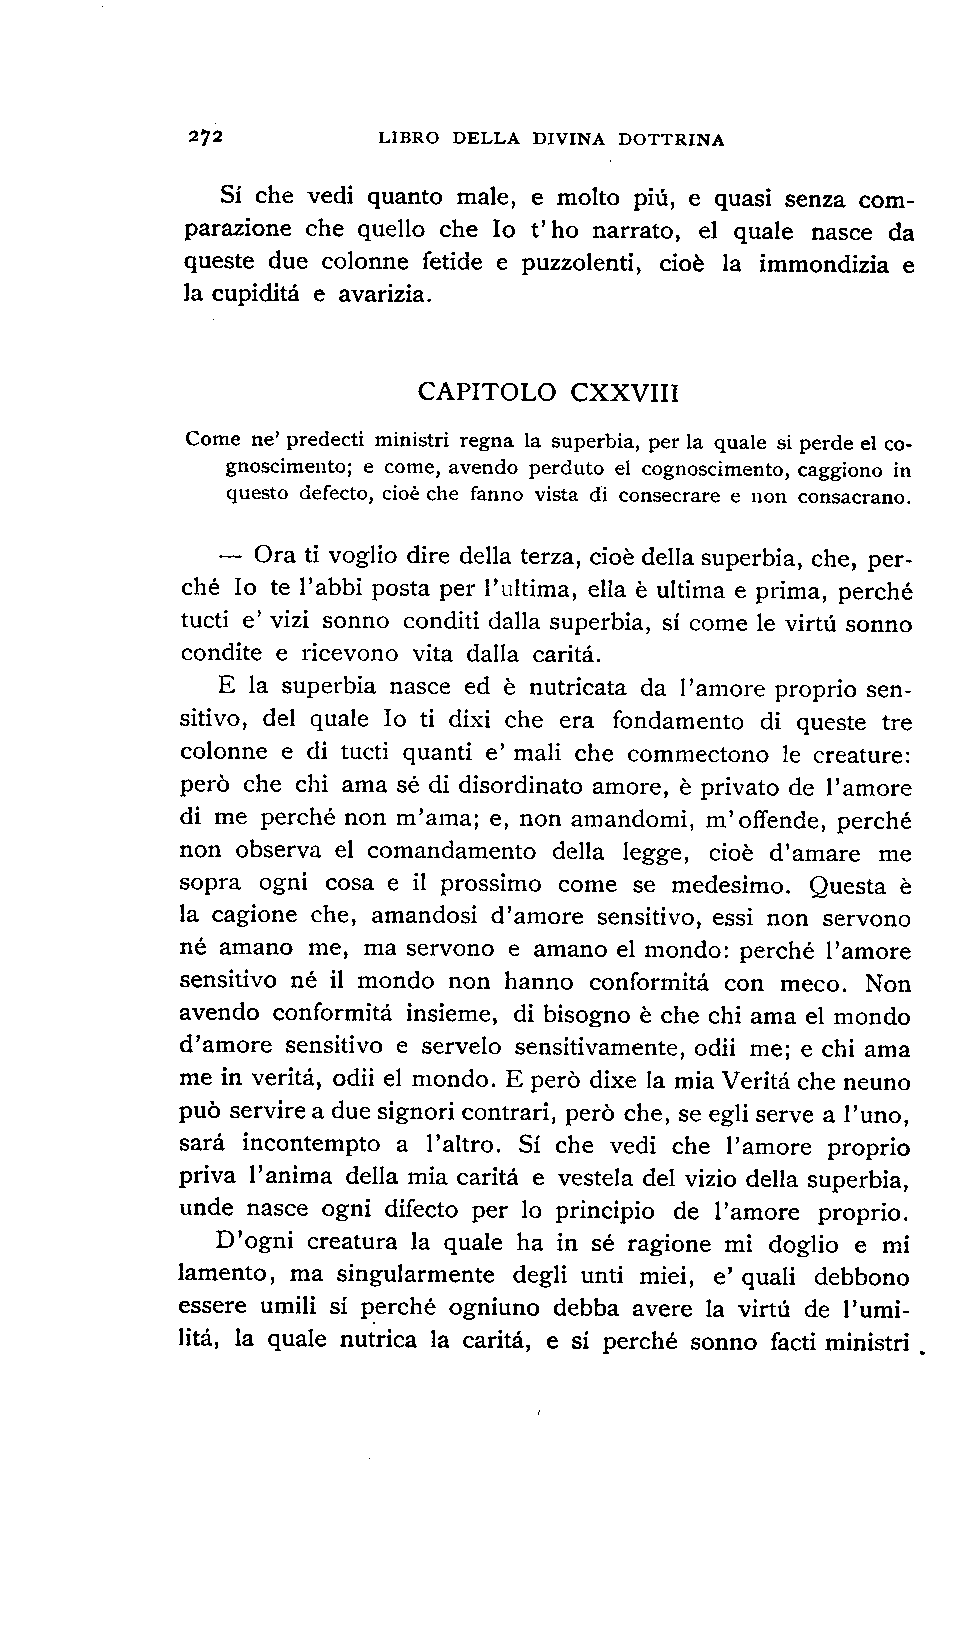 272 LIBRO DELLA DIVINA DOTTRINA
Sí che vedi quanto male, e molto piú, e quasi senza com-
parazione che quello che Io t'ho narrato, el quale nasce da
queste due colonne fetide e puzzolenti, cioè la immondizia e
la cupiditá e avarizia.
CAPITOLO CXXVIII
Come ne' predecti ministri regna la superbia, per la quale si perde el co-
gnoscimento; e come, avendo perduto el cognoscimento, caggiono in
questo defecto, cioè che fanno vista di consecrare e non consacrano.
— Ora ti voglio dire della terza, cioè della superbia, che, per-
ché Io te l'abbi posta per l'ultima, ella è ultima e prima, perché
tucti e' vizi sonno conditi dalla superbia, sí come le virtú sonno
condite e ricevono vita dalla caritá.
E la superbia nasce ed è nutricata da l'amore proprio sen-
sitivo, del quale Io ti dixi che era fondamento di queste tre
colonne e di tucti quanti e' mali che commectono le creature:
però che chi ama sé di disordinato amore, è privato de l'amore
di me perché non m'ama; e, non amandomi, m'offende, perché
non observa el comandamento della legge, cioè d'amare me
sopra ogni cosa e il prossimo come se medesimo. Questa è
la cagione che, amandosi d'amore sensitivo, essi non servono
né amano me, ma servono e amano el mondo: perché l'amore
sensitivo né il mondo non hanno conformitá con meco. Non
avendo conformitá insieme, di bisogno è che chi ama el mondo
d'amore sensitivo e servelo sensitivamente, odii me; e chi ama
me in veritá, odii el mondo. E però dixe la mia Veritá che neuno
può servire a due signori contrari, però che, se egli serve a l'uno,
sará incontempto a l'altro. Sí che vedi che l'amore proprio
priva l'anima della mia caritá e vestela del vizio della superbia,
unde nasce ogni difecto per lo principio de l'amore proprio.
D'ogni creatura la quale ha in sé ragione mi doglio e mi
lamento, ma singularmente degli unti miei, e' quali debbono
essere umili sí perché ogniuno debba avere la virtú de l'umi-
litá, la quale nutrica la caritá, e sí perché sonno facti ministri